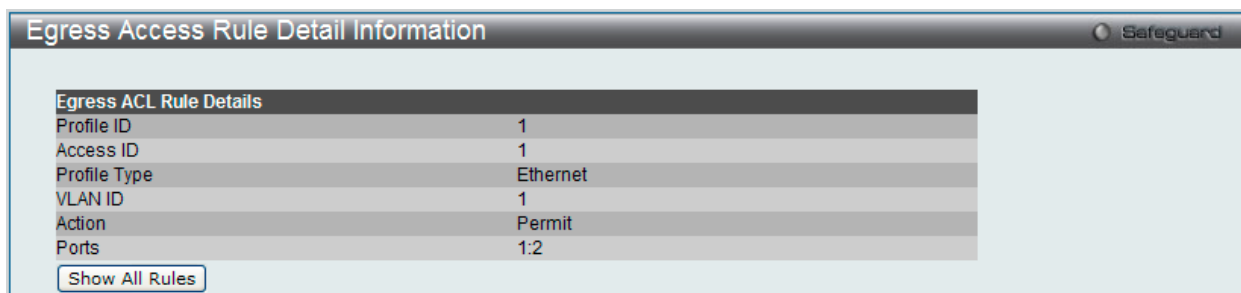 Egress Access Rule Detail Information
Safeguard
Egress ACL Rule Details
Profile ID 1
Access ID 1
Profile Type Ethernet
VLAN ID 1
Action Permit
Ports 1:2
Show All Rules